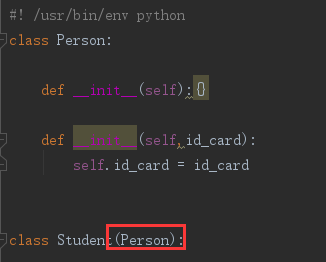 #! /usr/bin/env python
class Person:
def __init__(self):{}
def __init__(self,id_card):
self.id_card = id_card
class Student(Person):